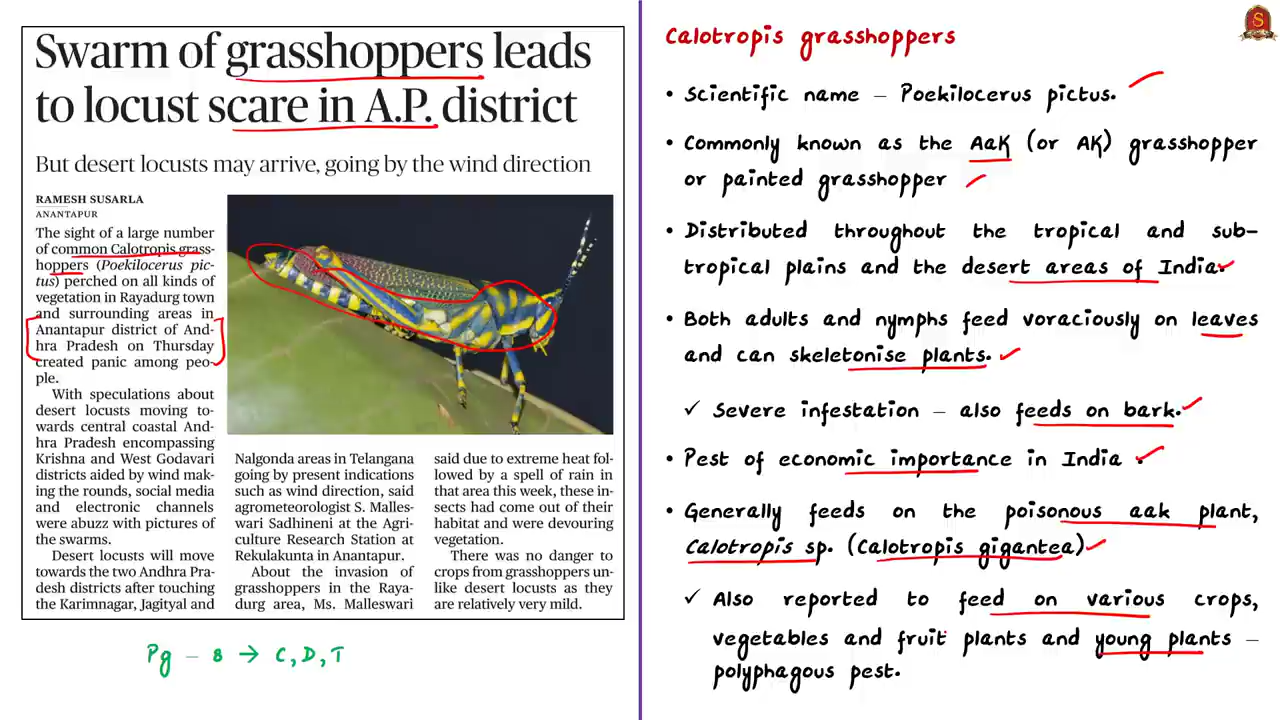 Swarm of grasshoppers leads
to locust scare in A.P. district
But desert locusts may arrive, going by the wind direction
RAMESH SUSARLA
ANANTAPUR
The sight of a large number
of common Calotropis grass-
hoppers (Poekilocerus pic-
tus) perched on all kinds of
vegetation in Rayadurg town
and surrounding areas in
Anantapur district of And-
hra Pradesh on Thursday
created panic among peo-
ple.
With speculations about
desert locusts moving to-
wards central coastal And-
hra Pradesh encompassing
Krishna and West Godavari
districts aided by wind mak-
ing the rounds, social media
and electronic channels
were abuzz with pictures of
the swarms.
Desert locusts will move
towards the two Andhra Pra-
desh districts after touching
the Karimnagar, Jagityal and
Nalgonda areas in Telangana
going by present indications
such as wind direction, said
agrometeorologist S. Malles-
wari Sadhineni at the Agri-
culture Research Station at
Rekulakunta in Anantapur.
About the invasion of
grasshoppers in the Raya-
durg area, Ms. Malleswari
said due to extreme heat fol-
lowed by a spell of rain in
that area this week, these in-
sects had come out of their
habitat and were devouring
vegetation.
There was no danger to
crops from grasshoppers un-
like desert locusts as they
are relatively very mild.
Pg – 8 → C, D, T
Calotropis grasshoppers
• Scientific name – Poekilocerus pictus.
• Commonly known as the Aak (or AK) grasshopper
or painted grasshopper
• Distributed throughout the tropical and sub-
tropical plains and the desert areas of India.
• Both adults and nymphs feed voraciously on leaves
and can skeletonise plants.
✓ Severe infestation – also feeds on bark.
• Pest of economic importance in India.
• Generally feeds on the poisonous aak plant,
Calotropis sp. (Calotropis gigantea)
✓ Also reported to feed on various crops,
vegetables and fruit plants and young plants –
polyphagous pest.
S